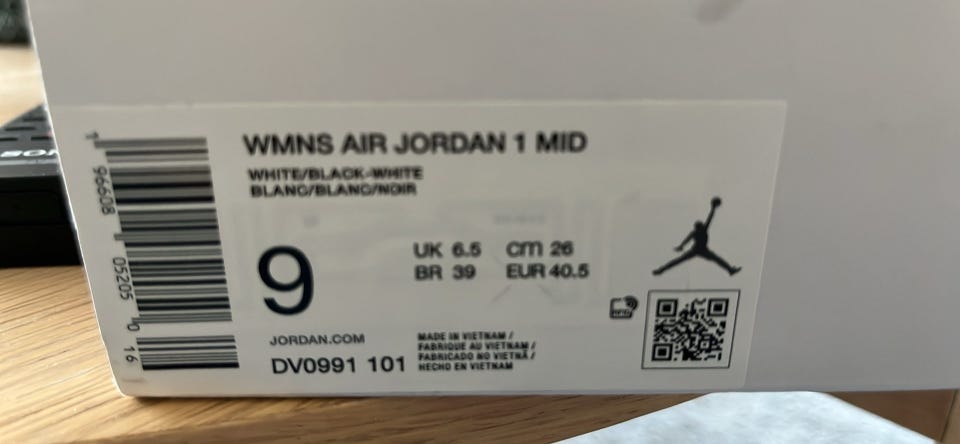 WMNS AIR JORDAN 1 MID
WHITE/BLACK-WHITE
BLANC/BLANC/NOIR
9
UK 6.5 cm 26
BR 39 EUR 40.5
JORDAN.COM
DV0991 101
MADE IN VIETNAM /
FABRIQUE AU VIETNAM /
FABRICADO NO VIETNÃ /
HECHO EN VIETNAM
1 96608 05205 0 16